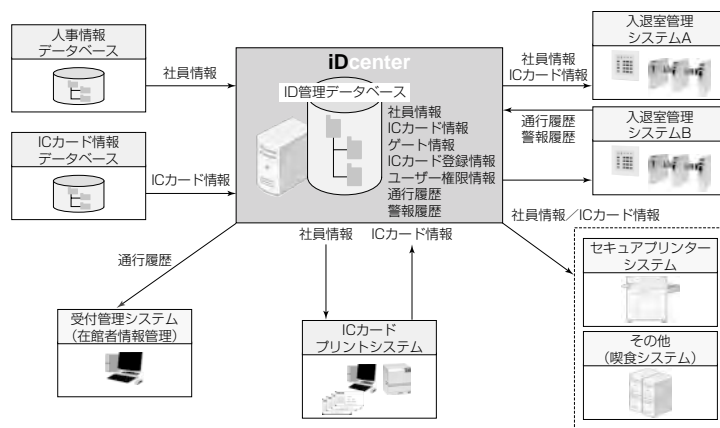 人事情報
データベース
社員情報
ICカード情報
データベース
ICカード情報
iDcenter
ID管理データベース
社員情報
ICカード情報
ゲート情報
ICカード登録情報
ユーザー権限情報
通行履歴
警報履歴
社員情報
ICカード情報
入退室管理
システムA
通行履歴
警報履歴
入退室管理
システムB
社員情報／ICカード情報
セキュアプリンター
システム
その他
（喫食システム）
社員情報
ICカード情報
ICカード
プリントシステム
通行履歴
受付管理システム
（在館者情報管理）